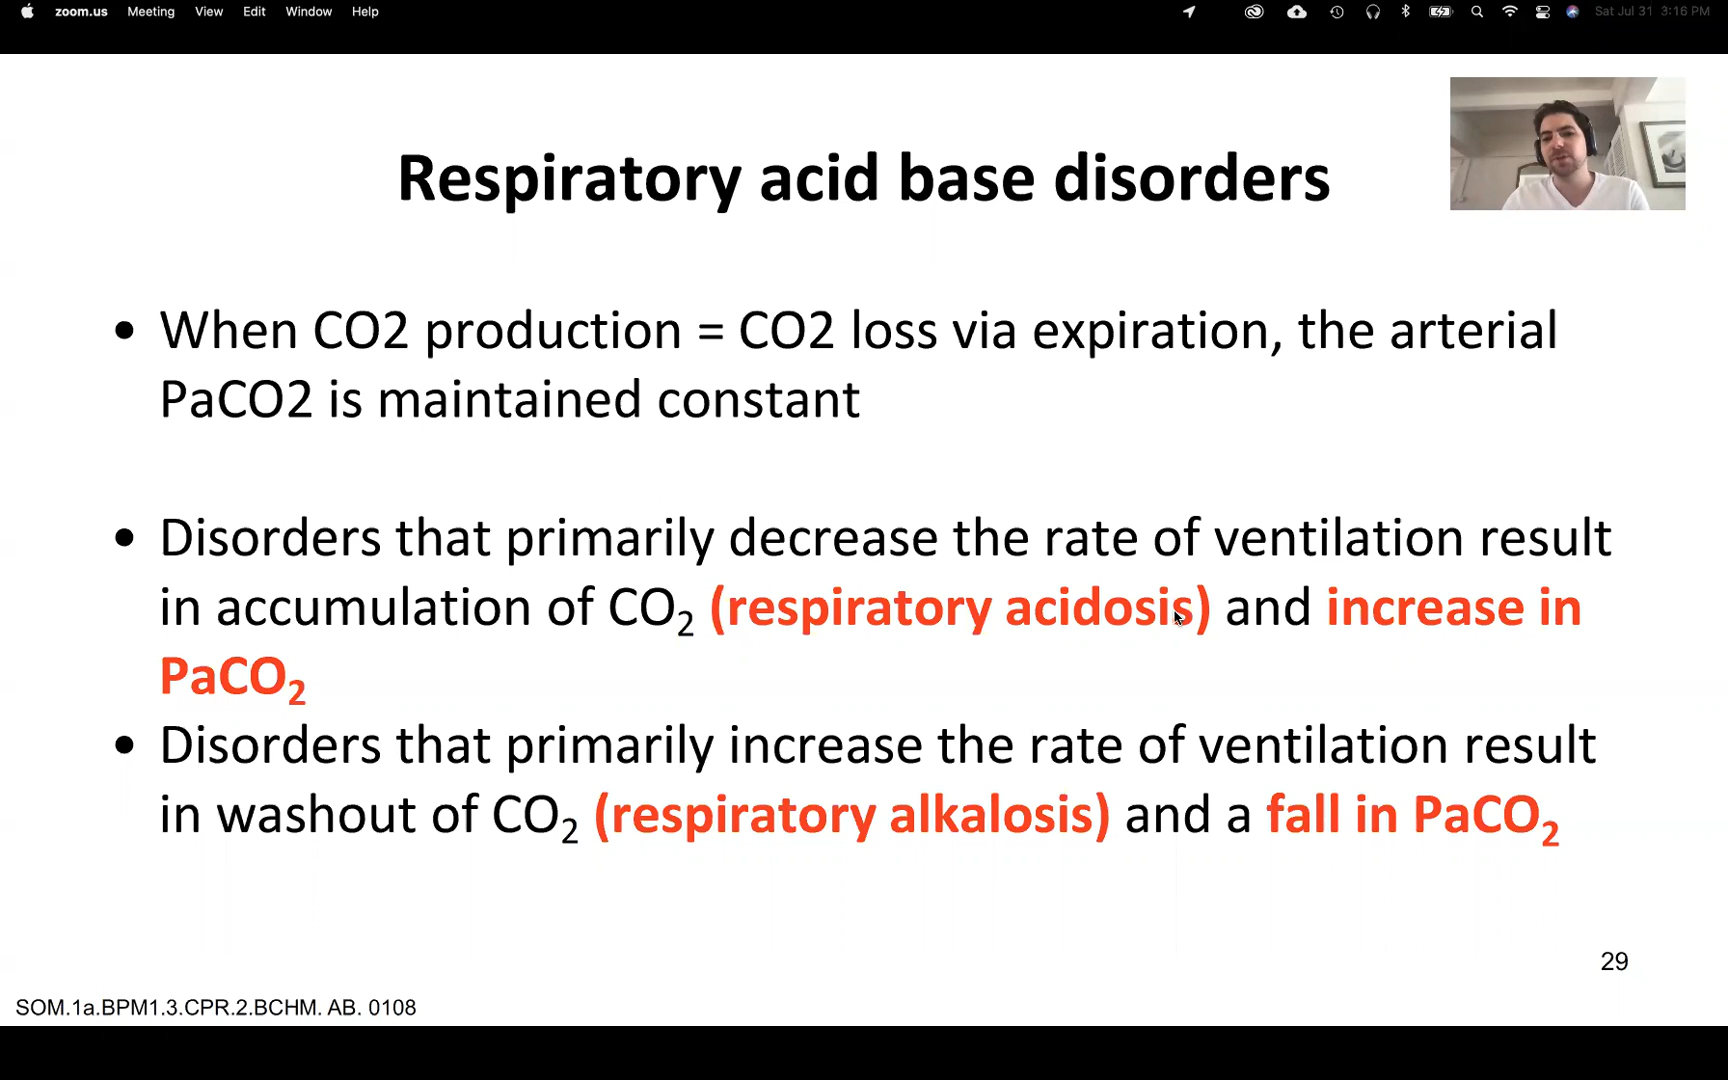 zoom.us Meeting View Edit Window Help Sat Jul 31 3:16 PM
Respiratory acid base disorders
• When CO2 production = CO2 loss via expiration, the arterial
PaCO2 is maintained constant
• Disorders that primarily decrease the rate of ventilation result
in accumulation of CO₂ (respiratory acidosis) and increase in
PaCO₂
• Disorders that primarily increase the rate of ventilation result
in washout of CO₂ (respiratory alkalosis) and a fall in PaCO₂
29
SOM.1a.BPM1.3.CPR.2.BCHM. AB. 0108